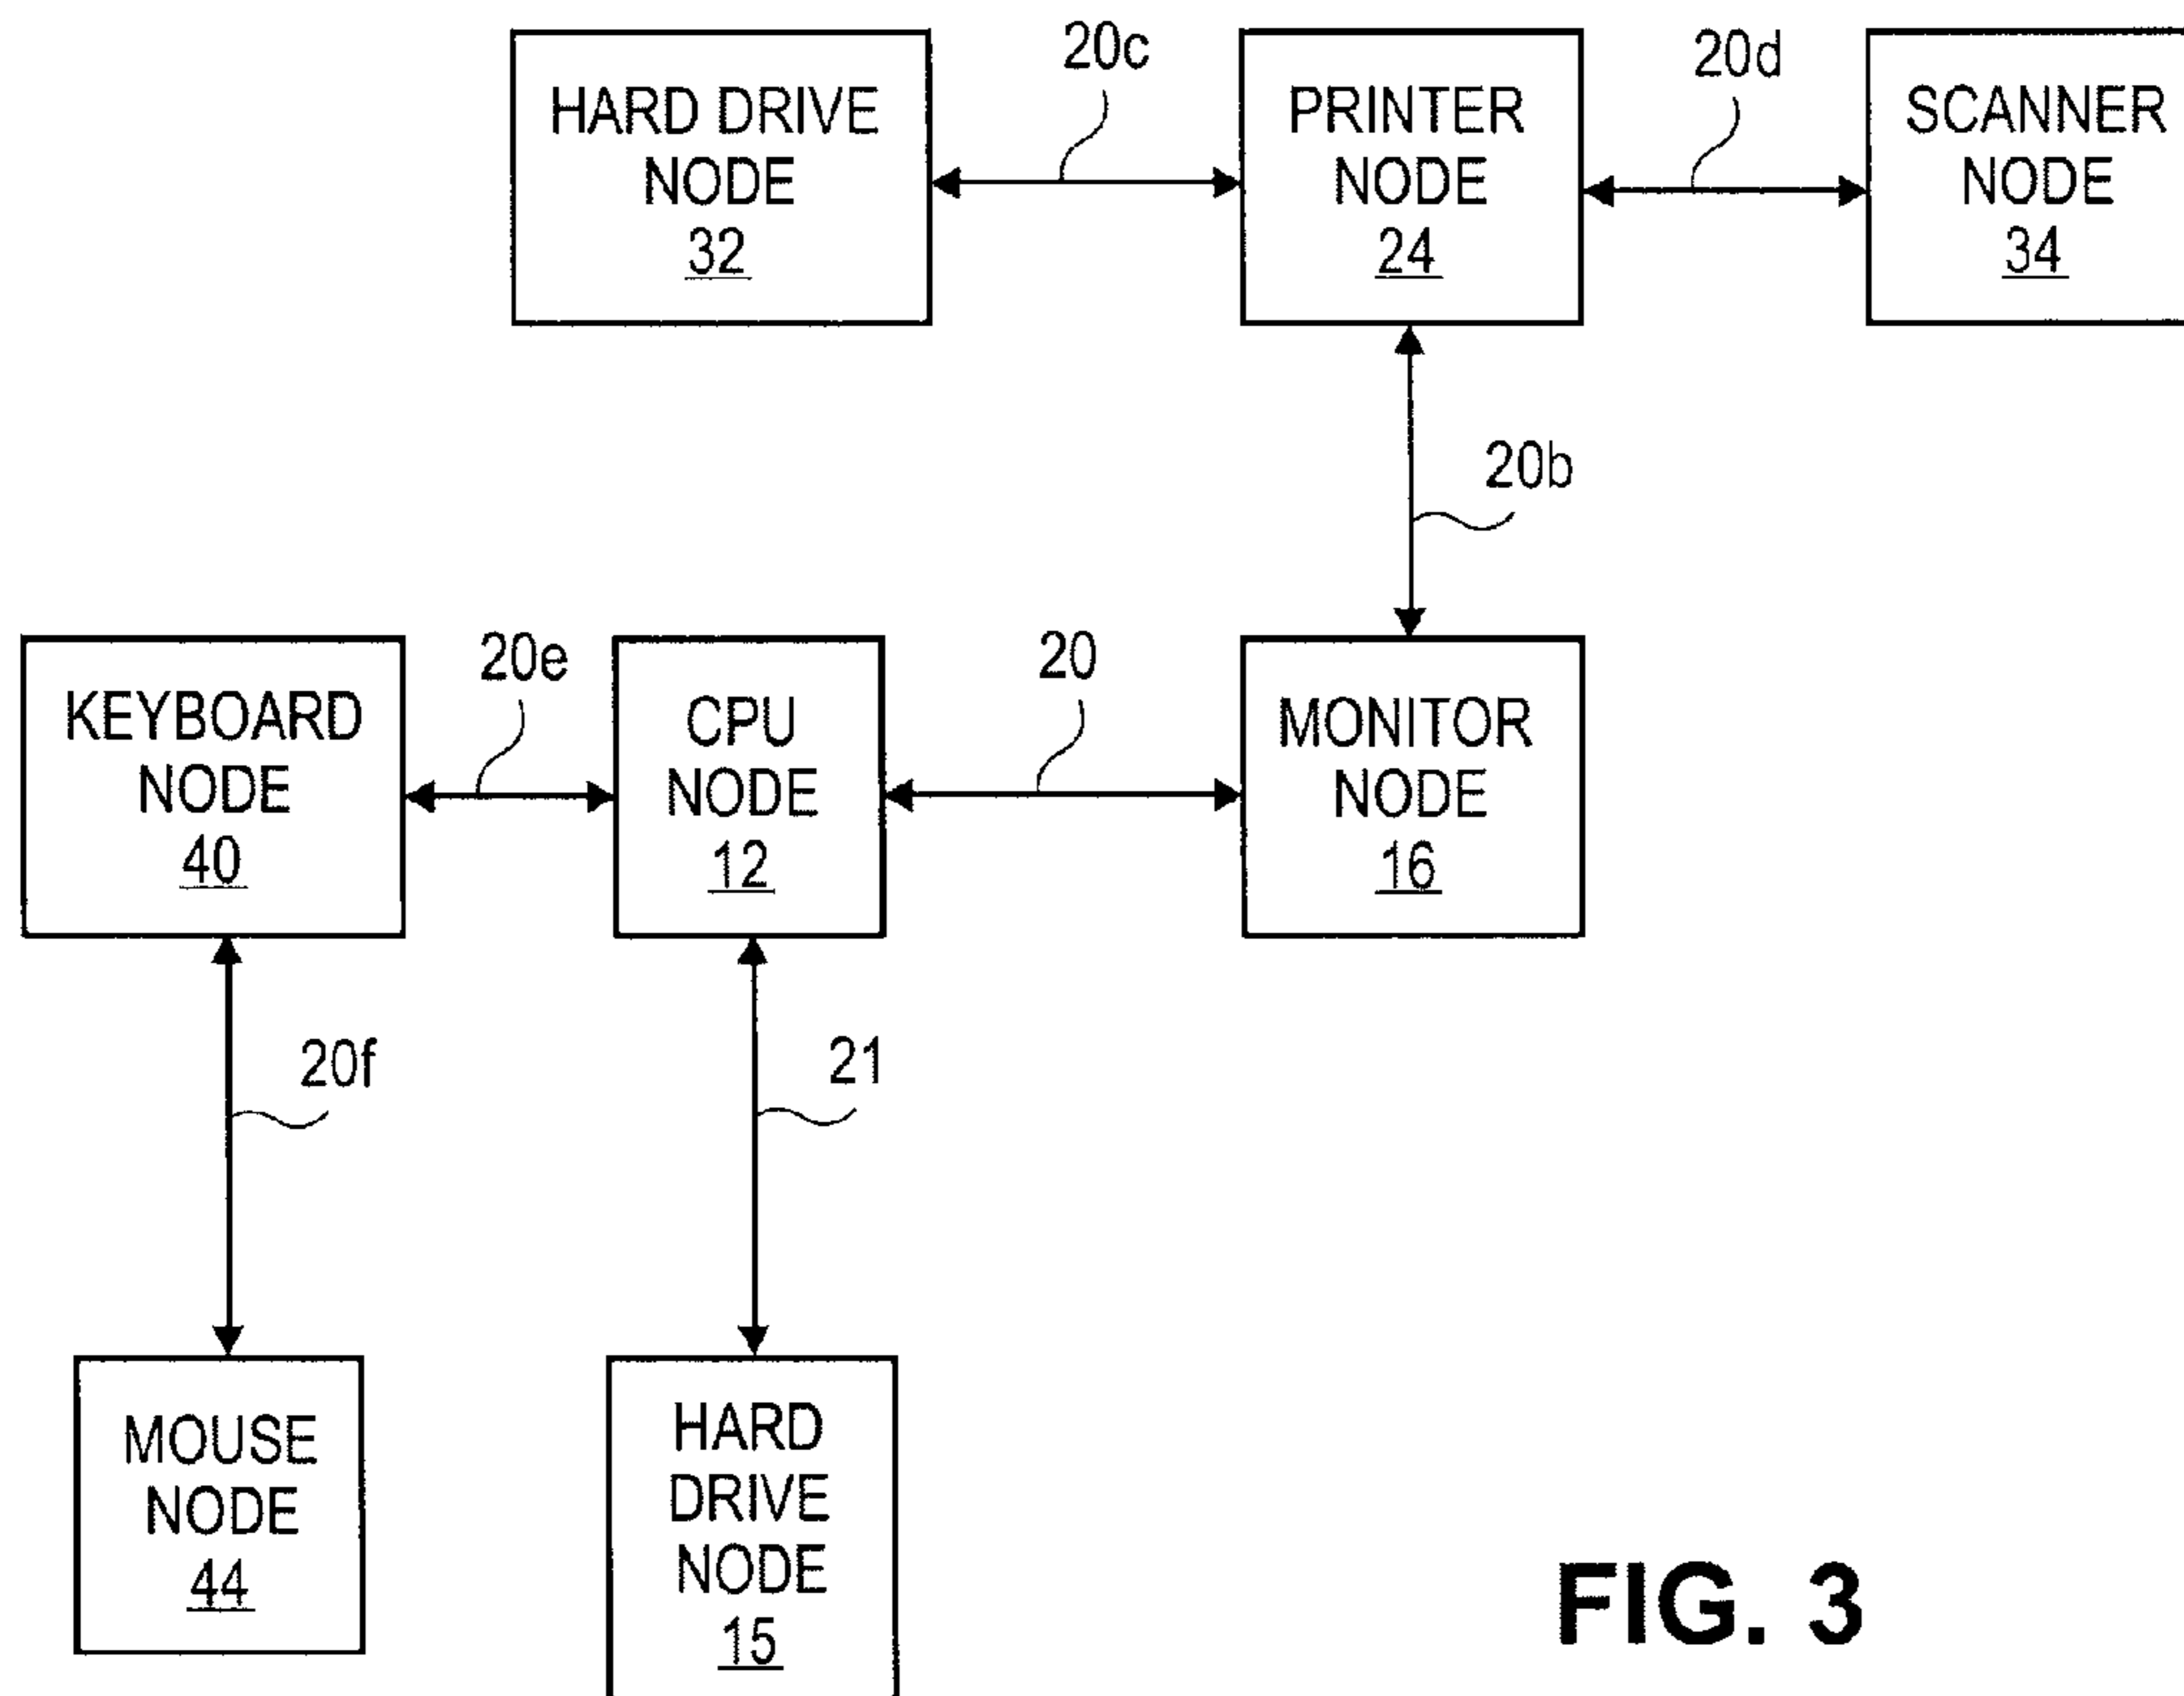 20c
20d
HARD DRIVE
NODE
32
PRINTER
NODE
24
SCANNER
NODE
34
20b
20e
20
KEYBOARD
NODE
40
CPU
NODE
12
MONITOR
NODE
16
20f
21
MOUSE
NODE
44
HARD
DRIVE
NODE
15
FIG. 3